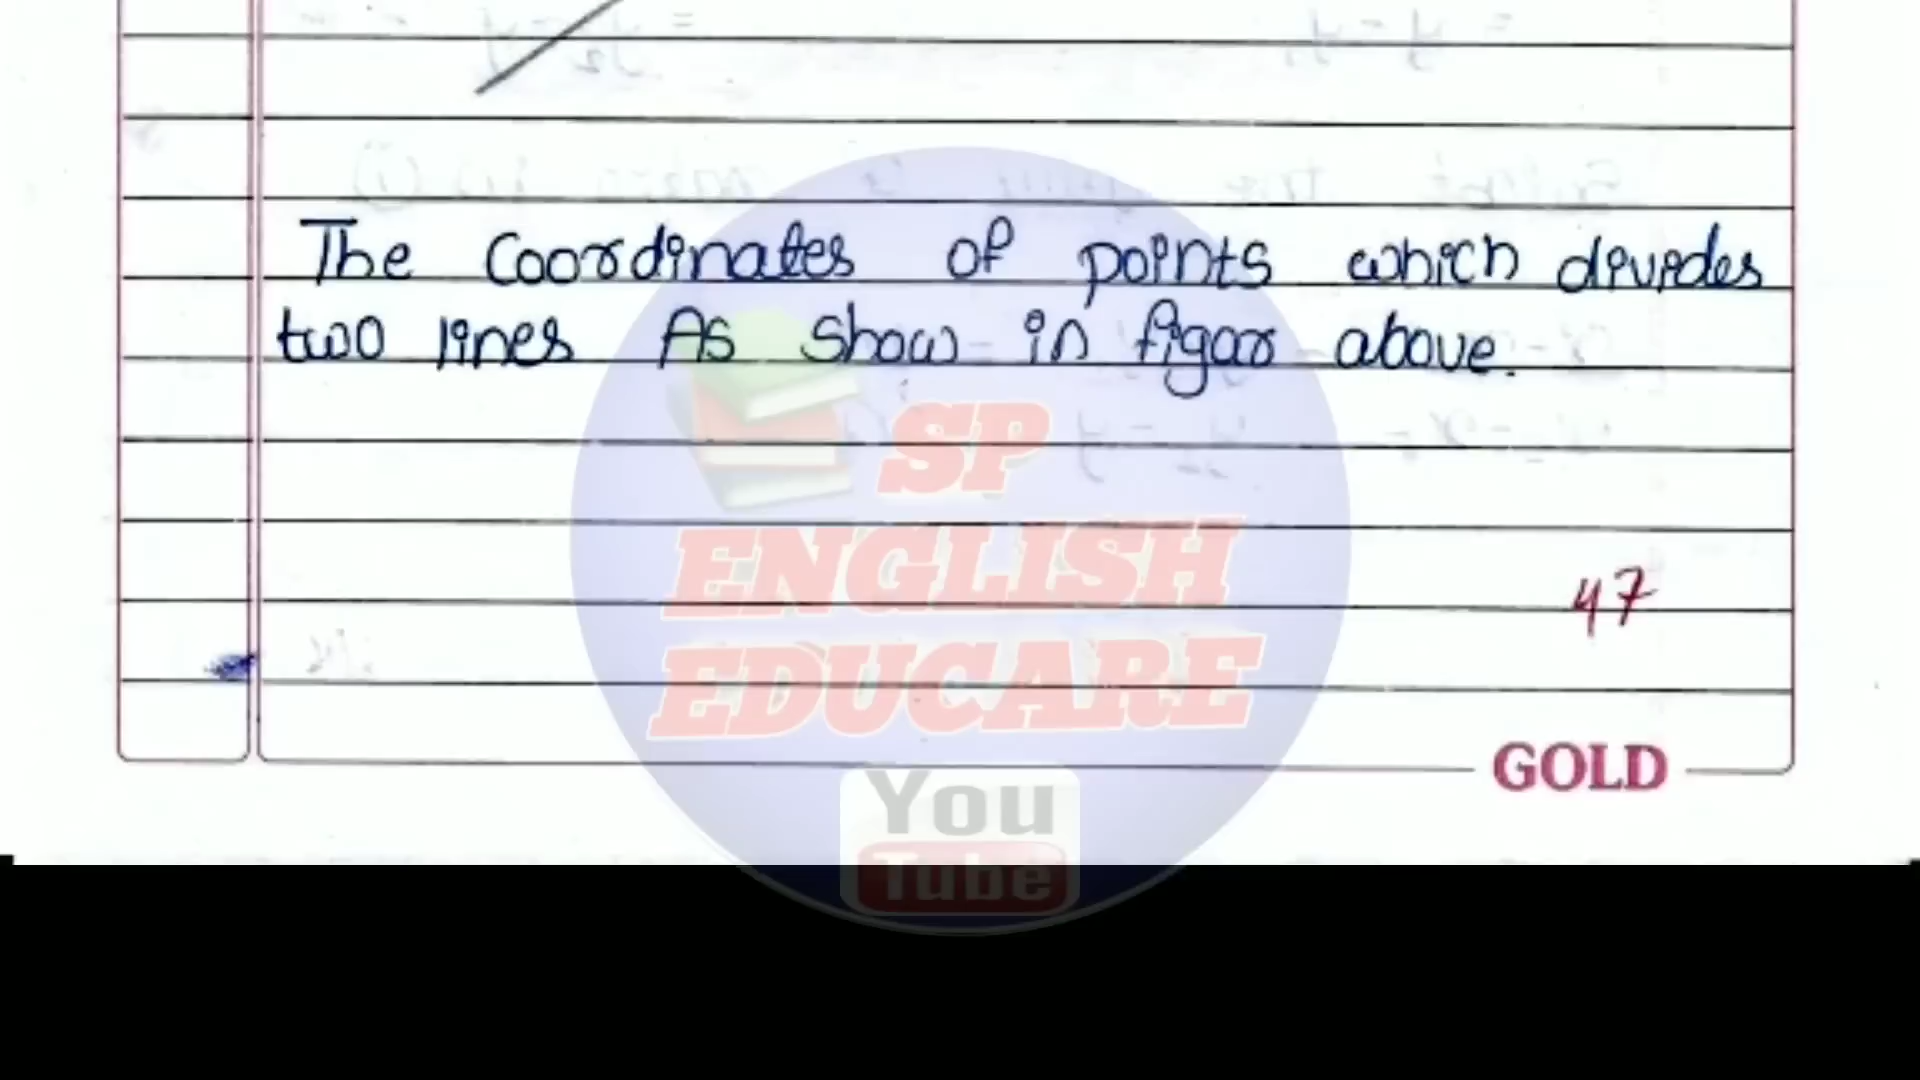 The Coordinates of points which divides
two lines As show in figar above.
SP
ENGLISH
EDUCARE
47
GOLD
You
Tube